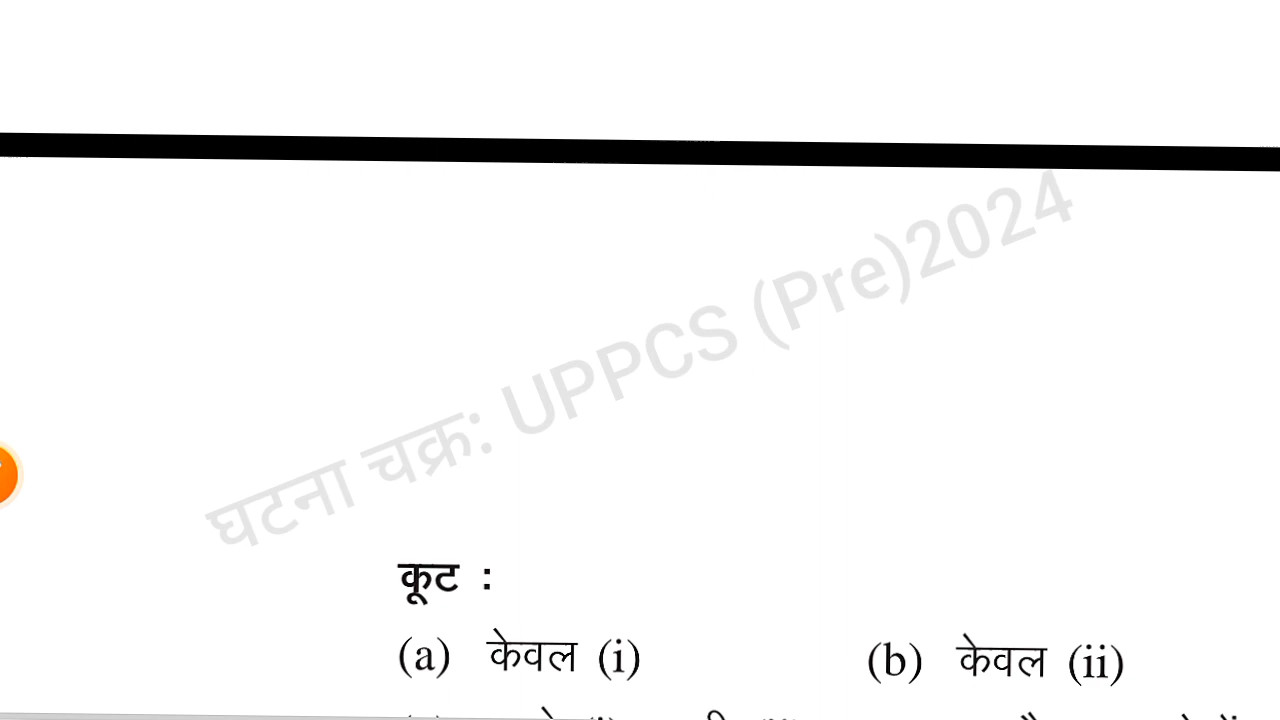 घटना चक्र: UPPCS (Pre)2024
कूट :
(a) केवल (i) (b) केवल (ii)